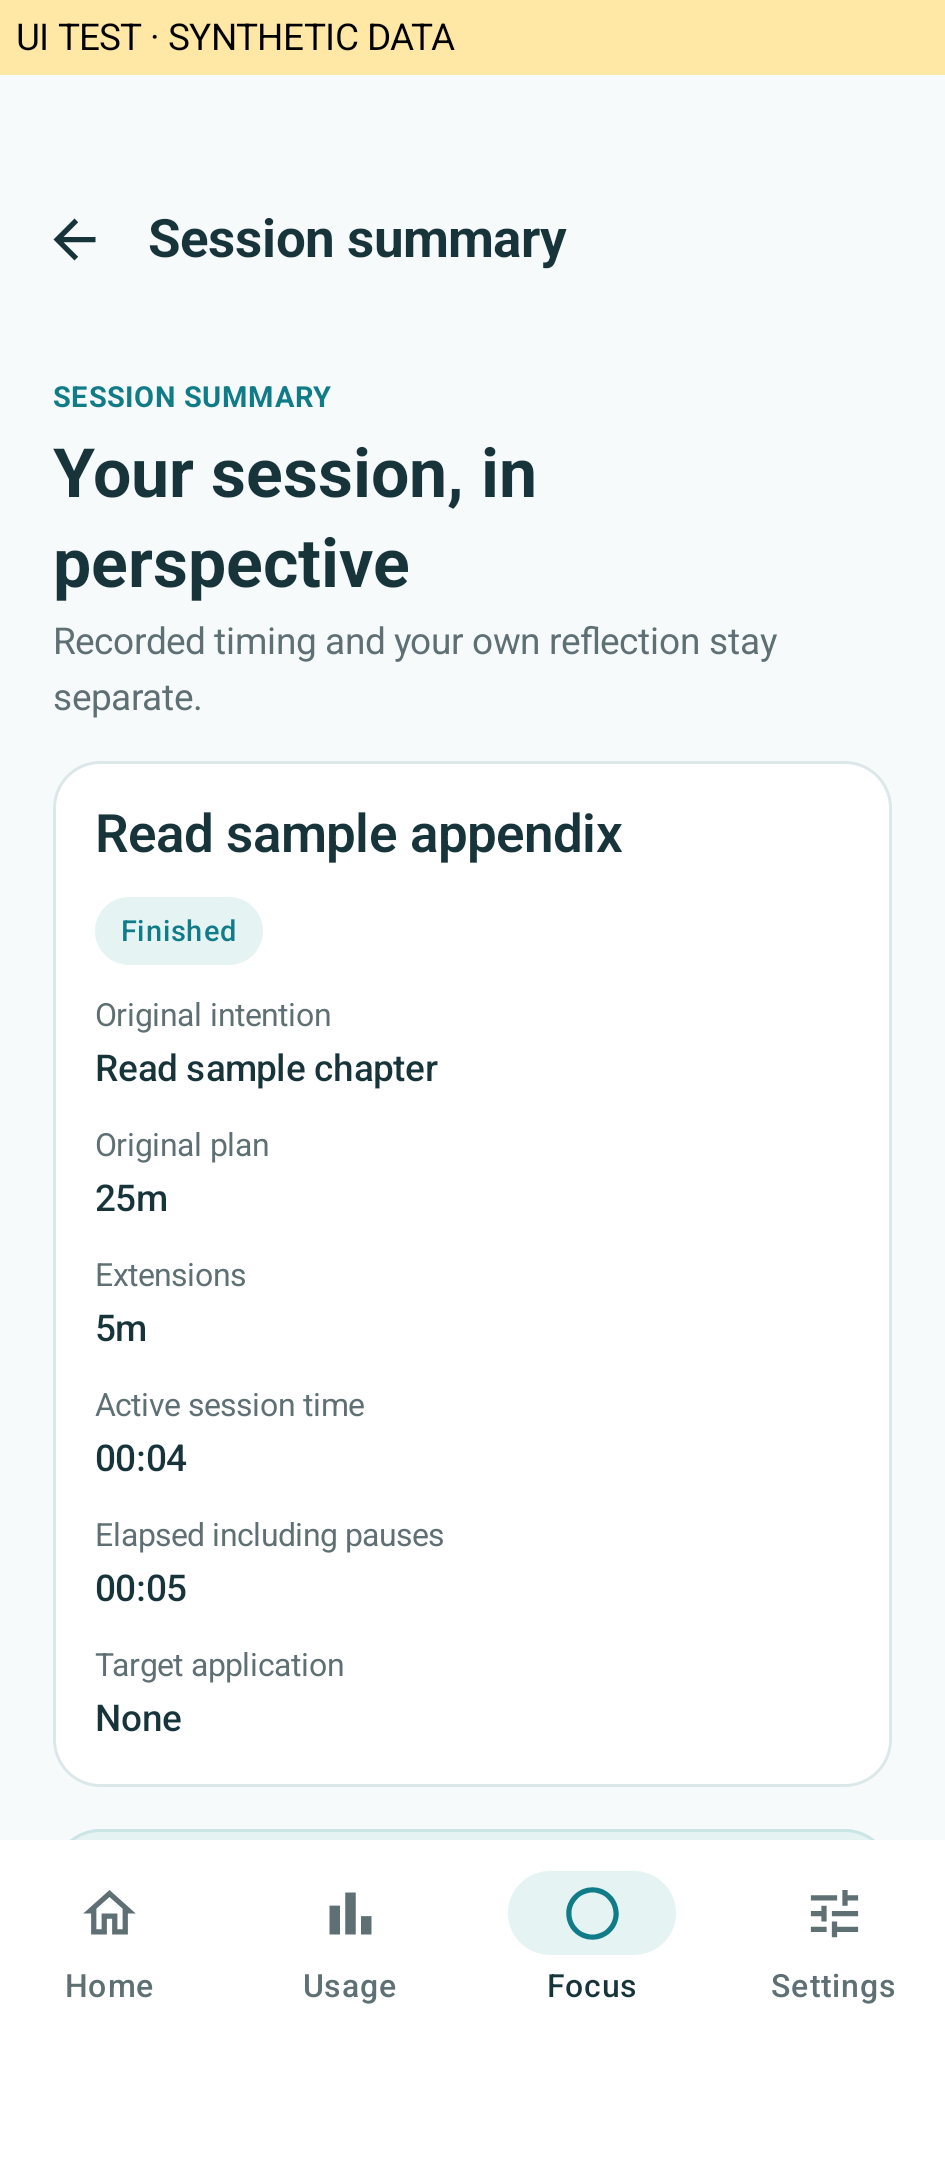 UI TEST · SYNTHETIC DATA
Session summary
SESSION SUMMARY
Your session, in
perspective
Recorded timing and your own reflection stay
separate.
Read sample appendix
Finished
Original intention
Read sample chapter
Original plan
25m
Extensions
5m
Active session time
00:04
Elapsed including pauses
00:05
Target application
None
Home
Usage
Focus
Settings